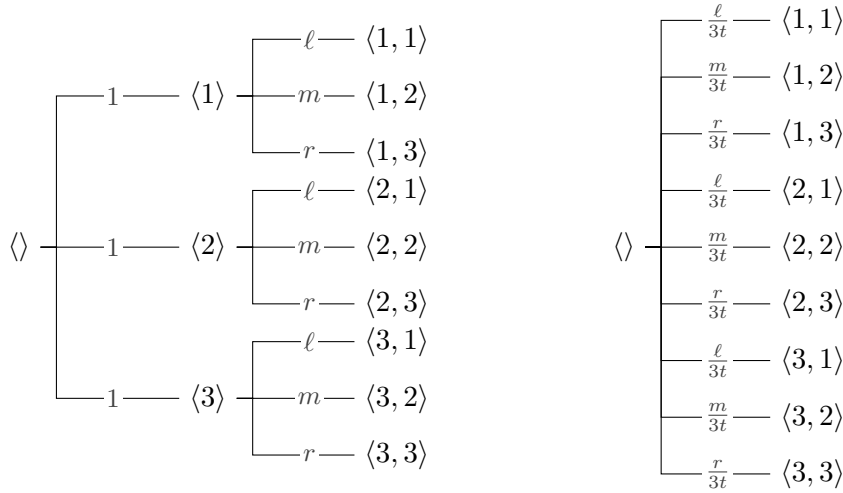 ℓ ⟨1, 1⟩
1 ⟨1⟩ m ⟨1, 2⟩
r ⟨1, 3⟩
ℓ ⟨2, 1⟩
⟨⟩ 1 ⟨2⟩ m ⟨2, 2⟩
r ⟨2, 3⟩
ℓ ⟨3, 1⟩
1 ⟨3⟩ m ⟨3, 2⟩
r ⟨3, 3⟩
ℓ/3t ⟨1, 1⟩
m/3t ⟨1, 2⟩
r/3t ⟨1, 3⟩
ℓ/3t ⟨2, 1⟩
⟨⟩ m/3t ⟨2, 2⟩
r/3t ⟨2, 3⟩
ℓ/3t ⟨3, 1⟩
m/3t ⟨3, 2⟩
r/3t ⟨3, 3⟩